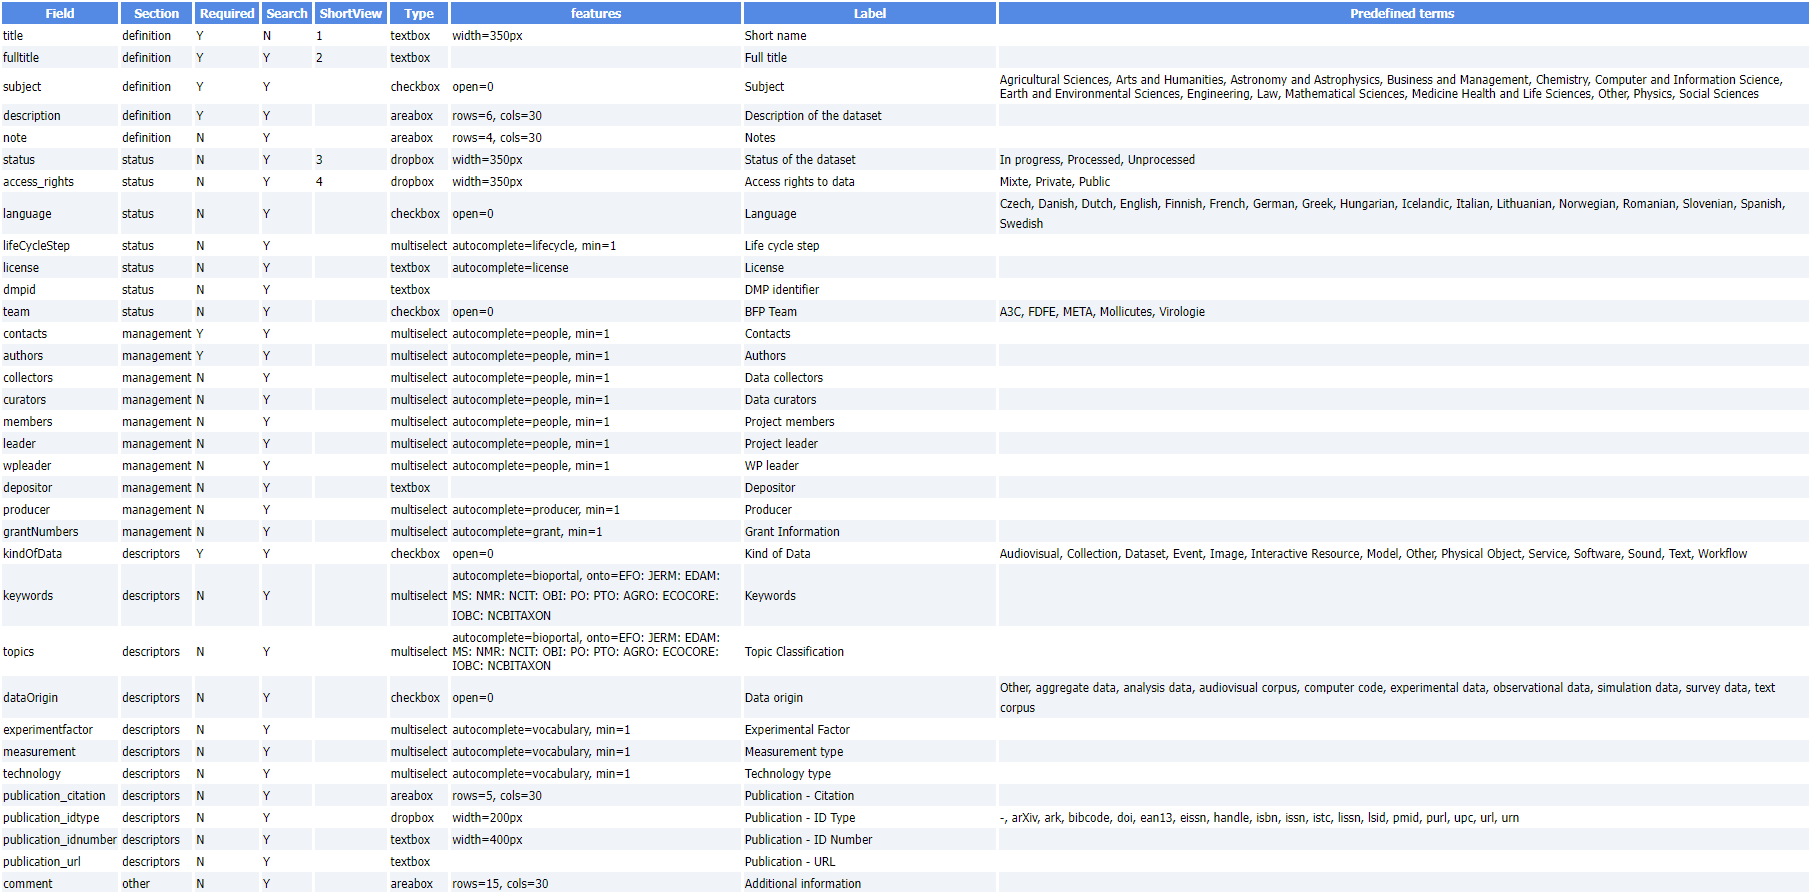 Field Section Required Search ShortView Type features Label Predefined terms
title definition Y N 1 textbox width=350px Short name
fulltitle definition Y Y 2 textbox Full title
subject definition Y Y checkbox open=0 Subject Agricultural Sciences, Arts and Humanities, Astronomy and Astrophysics, Business and Management, Chemistry, Computer and Information Science,
Earth and Environmental Sciences, Engineering, Law, Mathematical Sciences, Medicine Health and Life Sciences, Other, Physics, Social Sciences
description definition Y Y areabox rows=6, cols=30 Description of the dataset
note definition N Y areabox rows=4, cols=30 Notes
status status N Y 3 dropbox width=350px Status of the dataset In progress, Processed, Unprocessed
access_rights status N Y 4 dropbox width=350px Access rights to data Mixte, Private, Public
language status N Y checkbox open=0 Language Czech, Danish, Dutch, English, Finnish, French, German, Greek, Hungarian, Icelandic, Italian, Lithuanian, Norwegian, Romanian, Slovenian, Spanish,
Swedish
lifeCycleStep status N Y multiselect autocomplete=lifecycle, min=1 Life cycle step
license status N Y textbox autocomplete=license License
dmpid status N Y textbox DMP identifier
team status N Y checkbox open=0 BFP Team A3C, FDFE, META, Mollicutes, Virologie
contacts management Y Y multiselect autocomplete=people, min=1 Contacts
authors management Y Y multiselect autocomplete=people, min=1 Authors
collectors management N Y multiselect autocomplete=people, min=1 Data collectors
curators management N Y multiselect autocomplete=people, min=1 Data curators
members management N Y multiselect autocomplete=people, min=1 Project members
leader management N Y multiselect autocomplete=people, min=1 Project leader
wpleader management N Y multiselect autocomplete=people, min=1 WP leader
depositor management N Y textbox Depositor
producer management N Y multiselect autocomplete=producer, min=1 Producer
grantNumbers management N Y multiselect autocomplete=grant, min=1 Grant Information
kindOfData descriptors Y Y checkbox open=0 Kind of Data Audiovisual, Collection, Dataset, Event, Image, Interactive Resource, Model, Other, Physical Object, Service, Software, Sound, Text, Workflow
autocomplete=bioportal, onto=EFO: JERM: EDAM:
keywords descriptors N Y multiselect MS: NMR: NCIT: OBI: PO: PTO: AGRO: ECOCORE: Keywords
IOBC: NCBITAXON
autocomplete=bioportal, onto=EFO: JERM: EDAM:
topics descriptors N Y multiselect MS: NMR: NCIT: OBI: PO: PTO: AGRO: ECOCORE: Topic Classification
IOBC: NCBITAXON
dataOrigin descriptors N Y checkbox open=0 Data origin Other, aggregate data, analysis data, audiovisual corpus, computer code, experimental data, observational data, simulation data, survey data, text
corpus
experimentfactor descriptors N Y multiselect autocomplete=vocabulary, min=1 Experimental Factor
measurement descriptors N Y multiselect autocomplete=vocabulary, min=1 Measurement type
technology descriptors N Y multiselect autocomplete=vocabulary, min=1 Technology type
publication_citation descriptors N Y areabox rows=5, cols=30 Publication - Citation
publication_idtype descriptors N Y dropbox width=200px Publication - ID Type -, arXiv, ark, bibcode, doi, ean13, eissn, handle, isbn, issn, istc, lissn, lsid, pmid, purl, upc, url, urn
publication_idnumber descriptors N Y textbox width=400px Publication - ID Number
publication_url descriptors N Y textbox Publication - URL
comment other N Y areabox rows=15, cols=30 Additional information